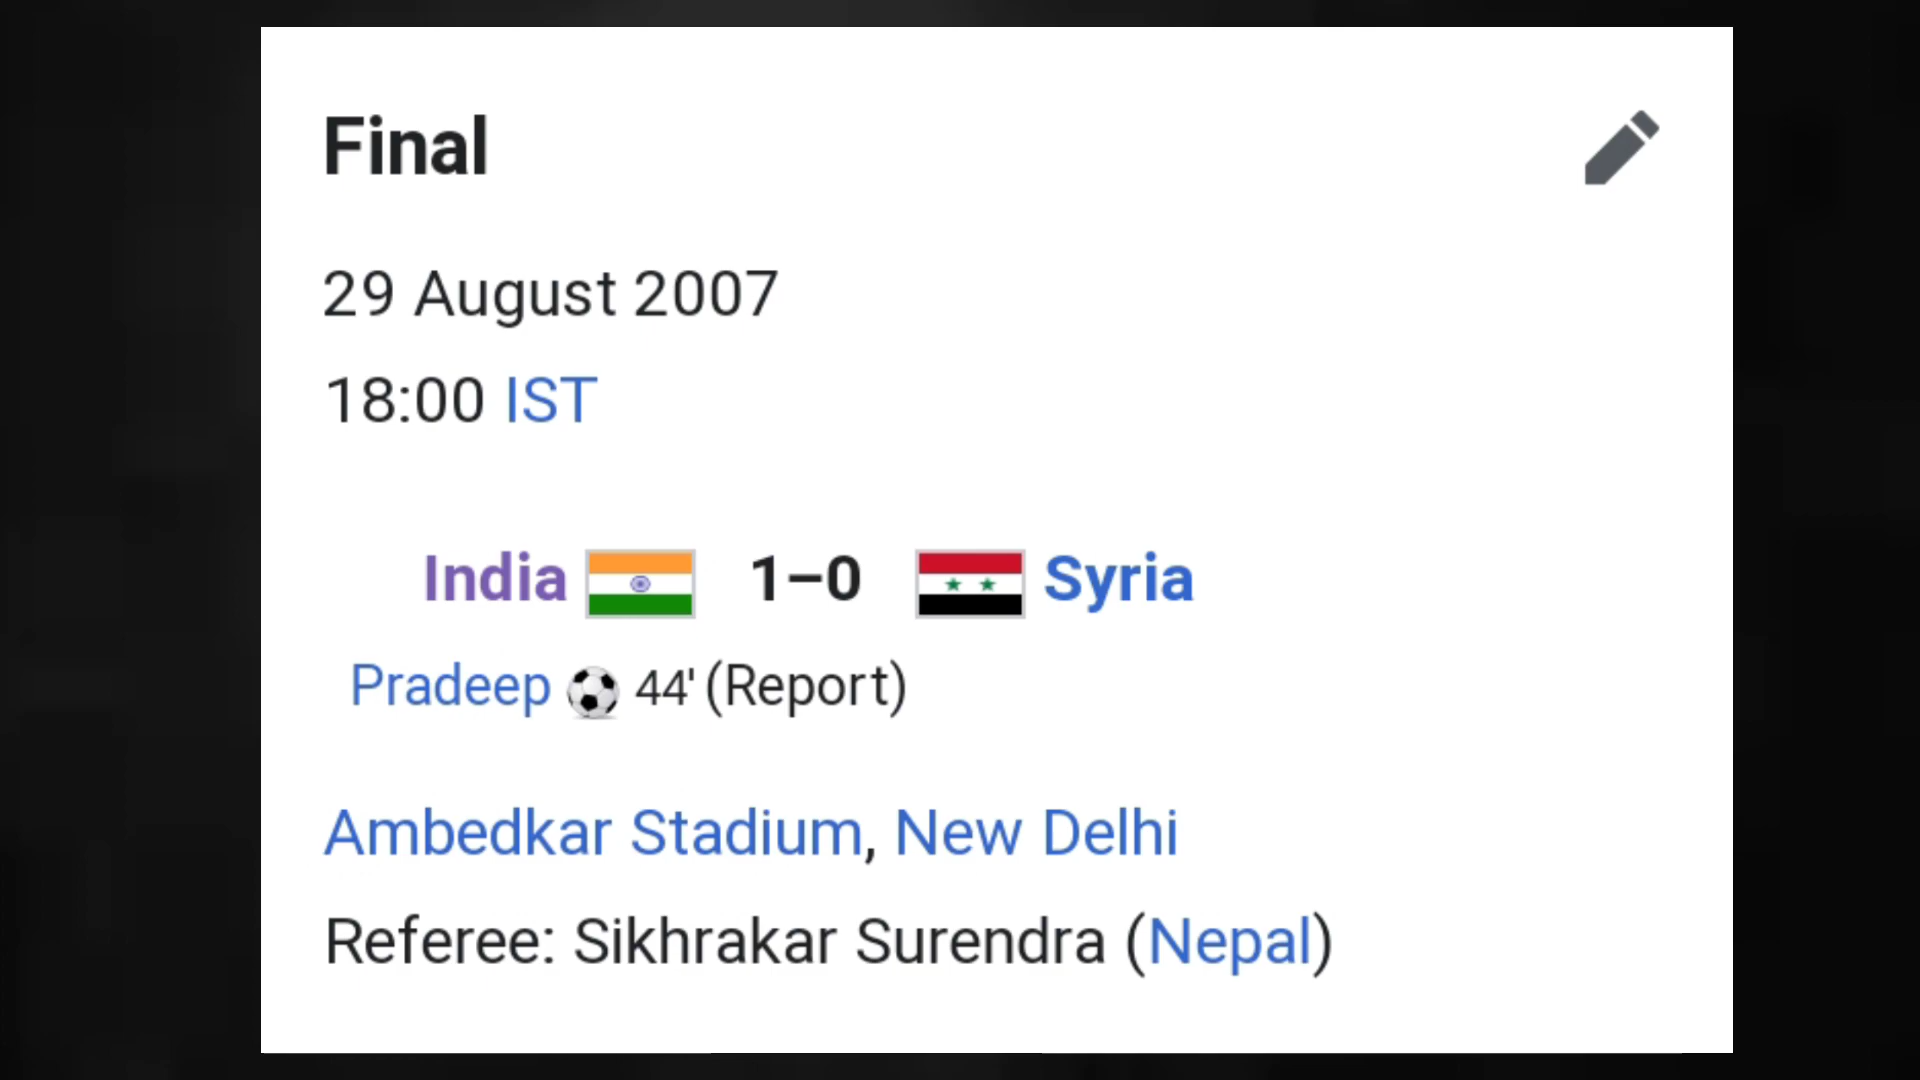 Final
29 August 2007
18:00 IST
India 1–0 Syria
Pradeep 44' (Report)
Ambedkar Stadium, New Delhi
Referee: Sikhrakar Surendra (Nepal)